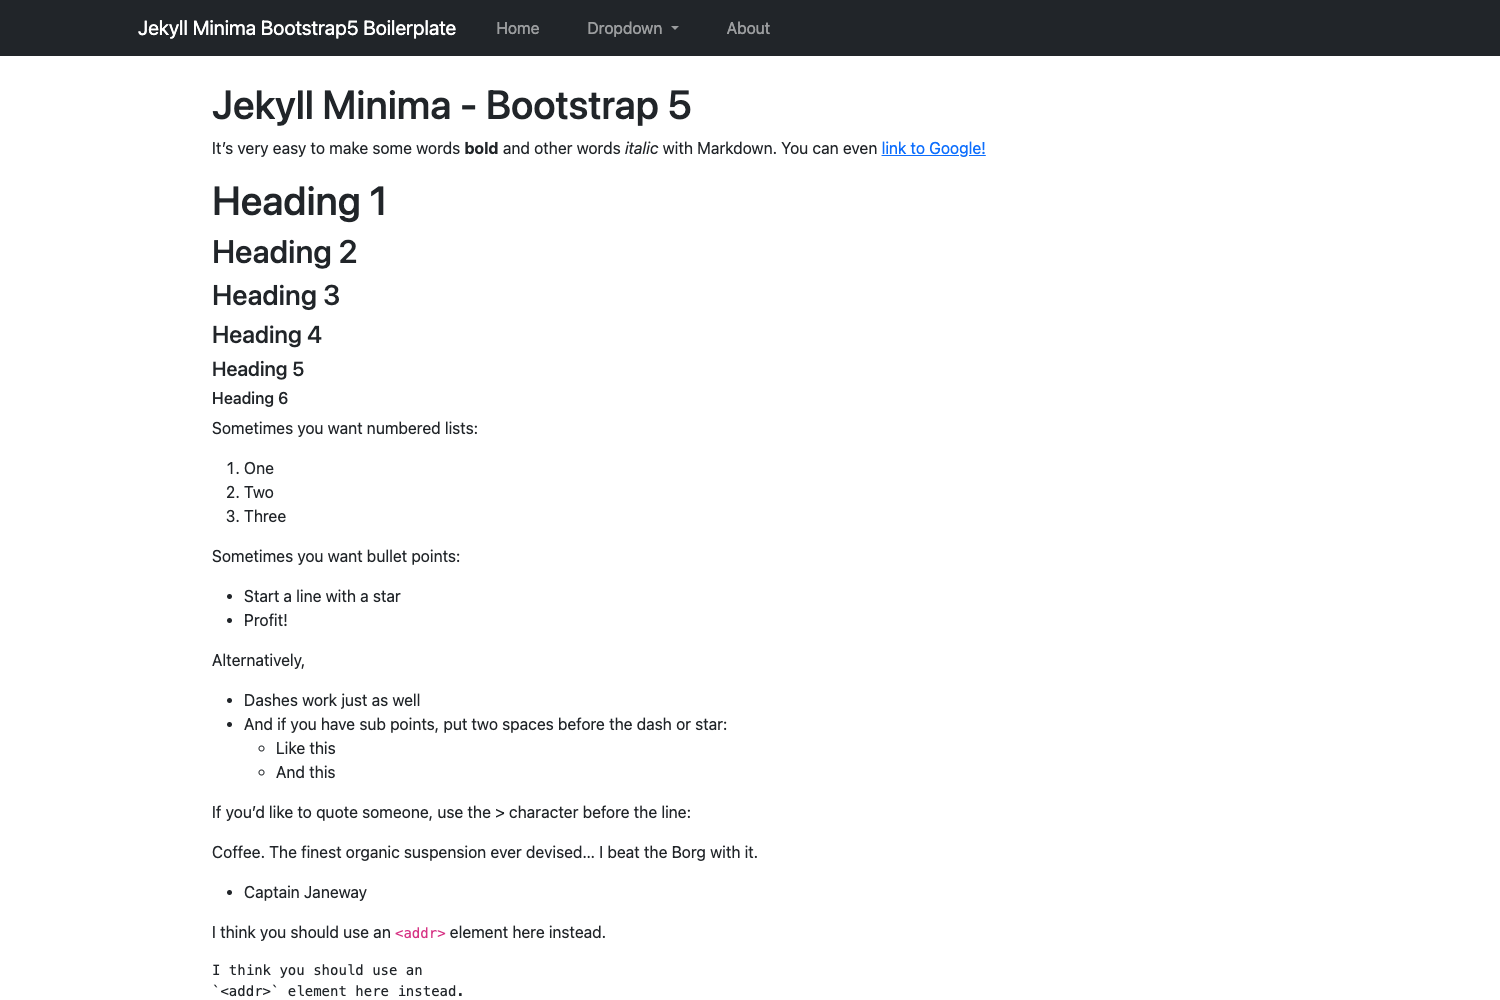 Jekyll Minima Bootstrap5 Boilerplate Home Dropdown About
Jekyll Minima - Bootstrap 5
It’s very easy to make some words bold and other words italic with Markdown. You can even link to Google!
Heading 1
Heading 2
Heading 3
Heading 4
Heading 5
Heading 6
Sometimes you want numbered lists:
1. One
2. Two
3. Three
Sometimes you want bullet points:
• Start a line with a star
• Profit!
Alternatively,
• Dashes work just as well
• And if you have sub points, put two spaces before the dash or star:
◦ Like this
◦ And this
If you’d like to quote someone, use the > character before the line:
Coffee. The finest organic suspension ever devised… I beat the Borg with it.
• Captain Janeway
I think you should use an <addr> element here instead.
I think you should use an
`<addr>` element here instead.